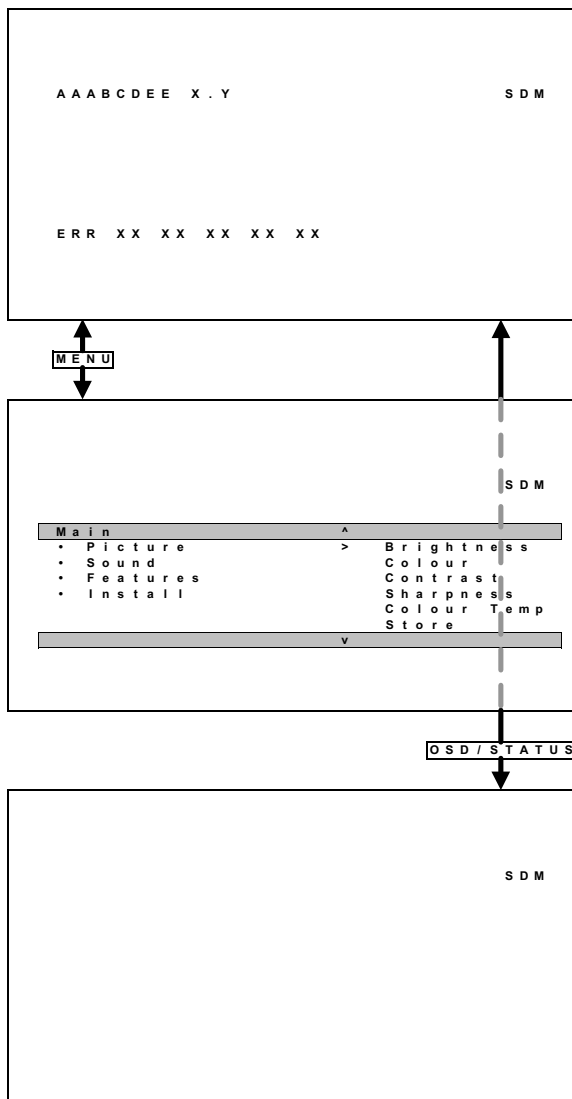 AAABCDEE X.Y SDM
ERR XX XX XX XX XX
MENU
SDM
Main ^
• Picture > Brightness
• Sound Colour
• Features Contrast
• Install Sharpness
Colour Temp
Store
v
OSD/STATUS
SDM